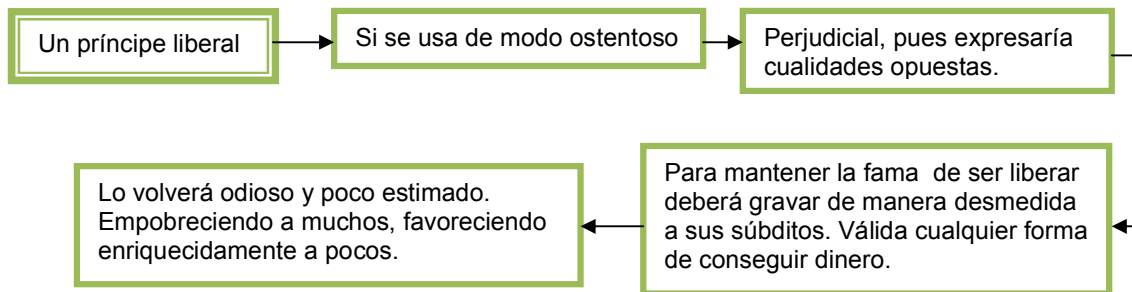 Un príncipe liberal
Si se usa de modo ostentoso
Perjudicial, pues expresaría
cualidades opuestas.
Para mantener la fama  de ser liberar
deberá gravar de manera desmedida
a sus súbditos. Válida cualquier forma
de conseguir dinero.
Lo volverá odioso y poco estimado.
Empobreciendo a muchos, favoreciendo
enriquecidamente a pocos.